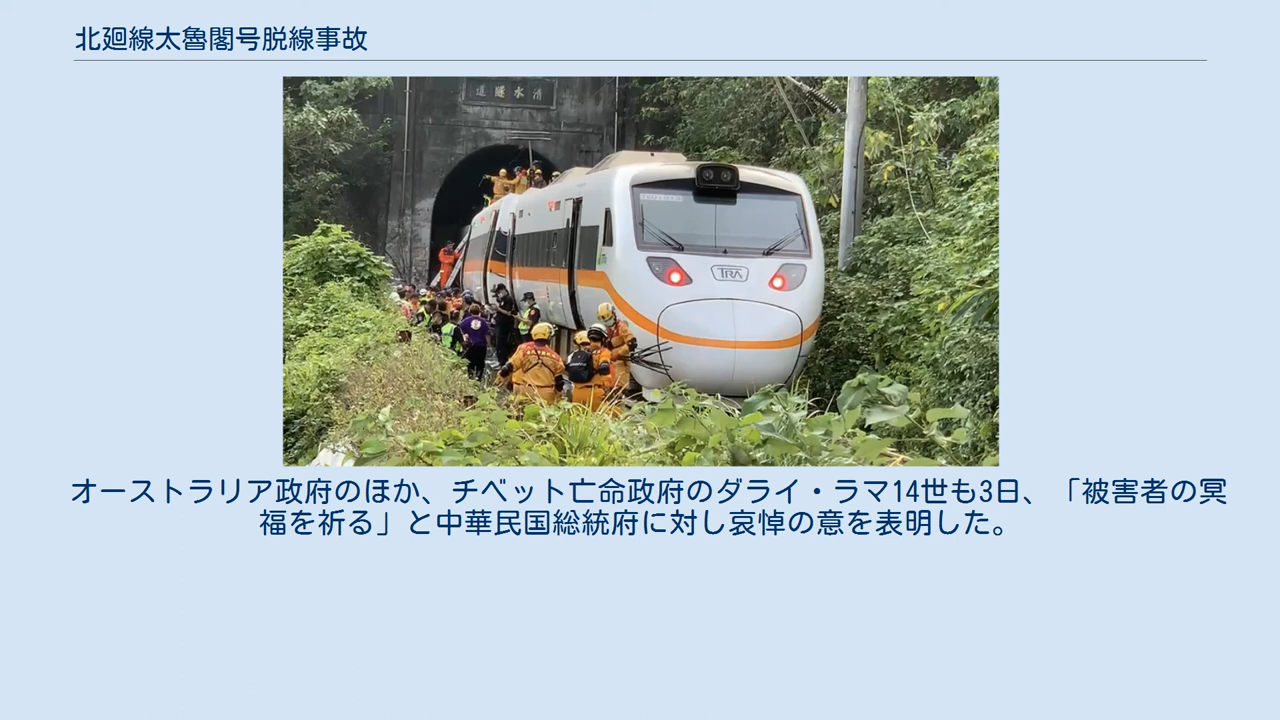 北廻線太魯閣号脱線事故
道隧水清
TRA
オーストラリア政府のほか、チベット亡命政府のダライ・ラマ14世も3日、「被害者の冥
福を祈る」と中華民国総統府に対し哀悼の意を表明した。